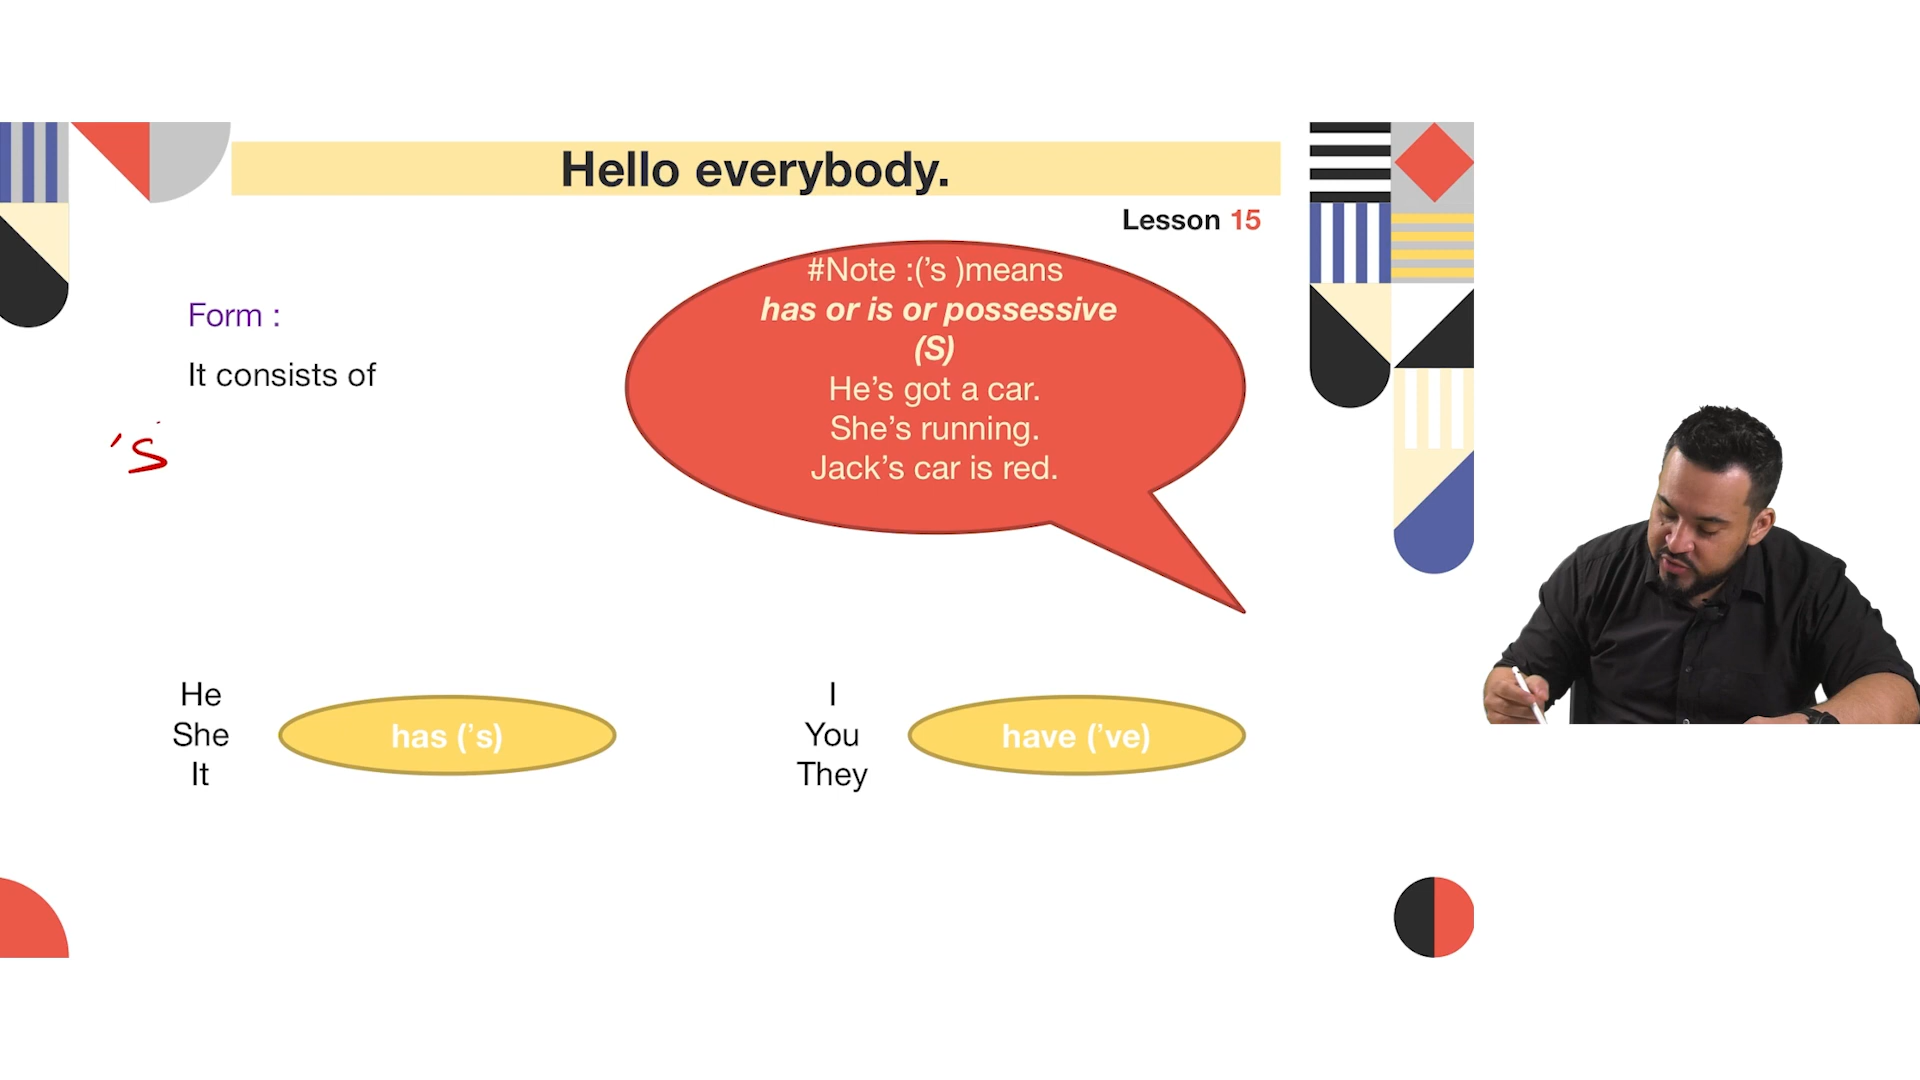 Hello everybody.
Lesson 15
#Note :(’s )means
has or is or possessive
(S)
He’s got a car.
She’s running.
Jack’s car is red.
Form :
It consists of
's
He
She
It
has (’s)
I
You
They
have (’ve)